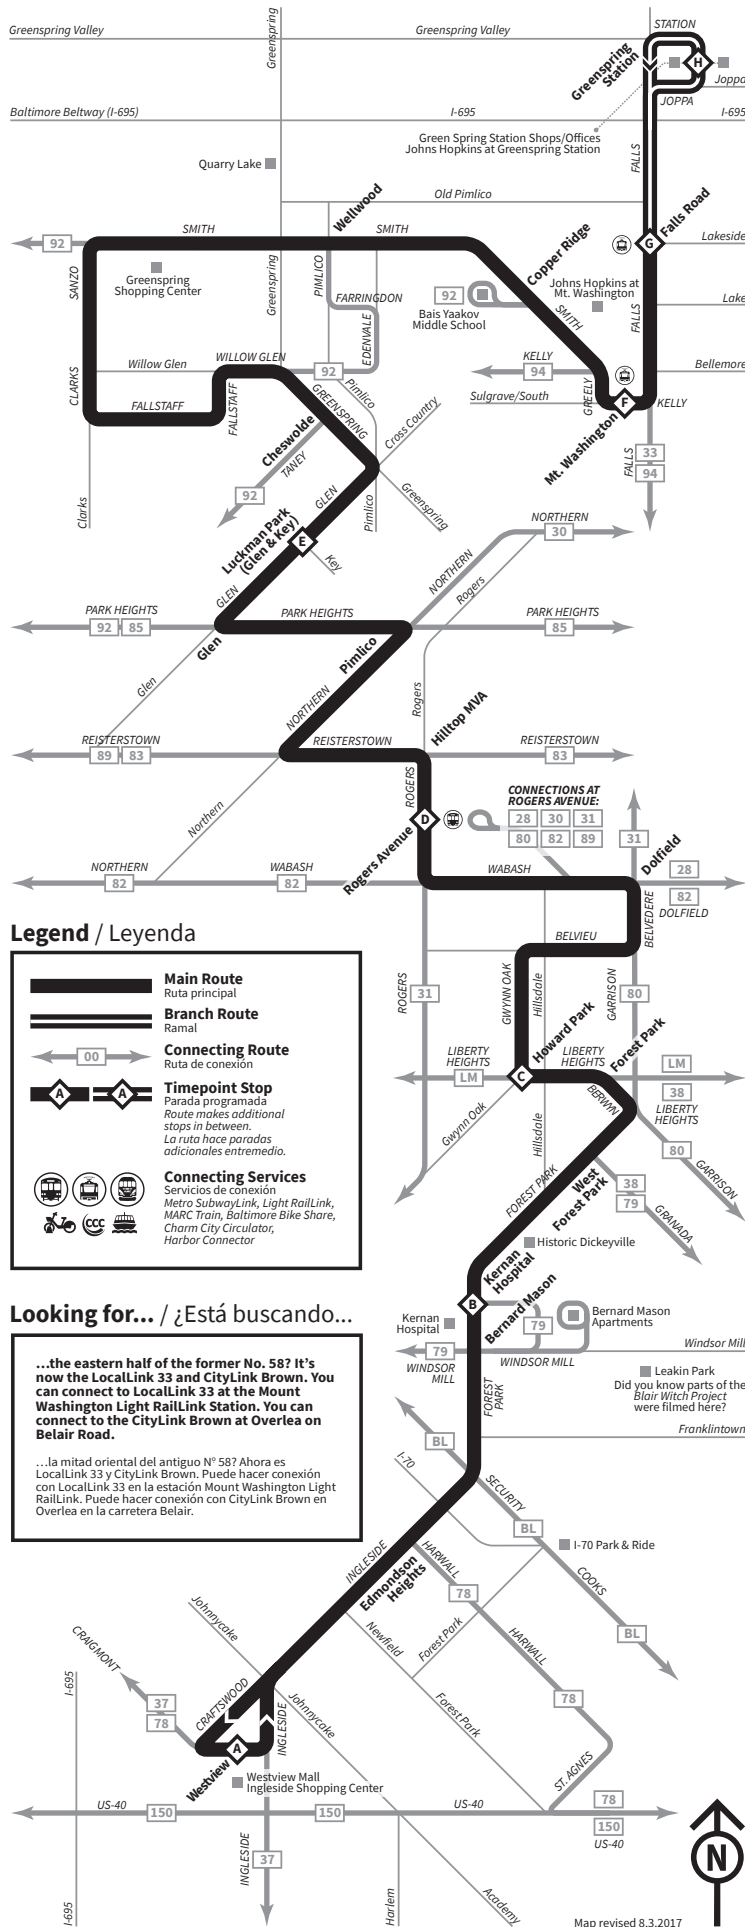 STATION
Greenspring Valley
Greenspring
Greenspring Valley
Greenspring
Station
H
Joppa
JOPPA
Baltimore Beltway (I-695)
I-695
I-695
Green Spring Station Shops/Offices
Johns Hopkins at Greenspring Station
FALLS
Quarry Lake
Old Pimlico
Wellwood
Falls Road
SMITH
SMITH
92
G
Lakeside
SANZO
Greenspring
Shopping Center
Greenspring
PIMLICO
Copper Ridge
Johns Hopkins at
Mt. Washington
92
Bais Yaakov
Middle School
FARRINGDON
SMITH
FALLS
Lake
EDENVALE
WILLOW GLEN
Willow Glen
92
KELLY
94
Bellemore
CLARKS
FALLSTAFF
FALLSTAFF
GREENSPRING
Pimlico
Sulgrave/South
GREELY
F
KELLY
Cheswolde
TANEY
Cross Country
Mt. Washington
FALLS
33
94
92
Clarks
GLEN
Pimlico
Greenspring
Luckman Park
(Glen & Key)
E
Key
NORTHERN
30
NORTHERN
Rogers
GLEN
PARK HEIGHTS
92
85
PARK HEIGHTS
PARK HEIGHTS
85
Glen
Pimlico
Glen
NORTHERN
Rogers
Hilltop MVA
REISTERSTOWN
89
83
REISTERSTOWN
REISTERSTOWN
83
ROGERS
CONNECTIONS AT
ROGERS AVENUE:
28
30
31
80
82
89
Northern
D
31
Rogers Avenue
Dolfield
NORTHERN
82
WABASH
82
WABASH
28
82
DOLFIELD
BELVEDERE
Legend / Leyenda
Main Route
Ruta principal
Branch Route
Ramal
00
Connecting Route
Ruta de conexión
A
A
Timepoint Stop
Parada programada
Route makes additional
stops in between.
La ruta hace paradas
adicionales entremedio.
Connecting Services
Servicios de conexión
Metro SubwayLink, Light RailLink,
MARC Train, Baltimore Bike Share,
Charm City Circulator,
Harbor Connector
CCC
BELVIEU
ROGERS
31
GWYNN OAK
Hillsdale
GARRISON
80
Howard Park
Forest Park
LIBERTY
HEIGHTS
LM
C
LIBERTY
HEIGHTS
LM
38
LIBERTY
HEIGHTS
BERWYN
Gwynn Oak
Hillsdale
80
GARRISON
FOREST PARK
West
Forest Park
38
79
GRANADA
Historic Dickeyville
Kernan
Hospital
B
Bernard Mason
Kernan
Hospital
79
Bernard Mason
Apartments
79
WINDSOR
MILL
WINDSOR MILL
Windsor Mill
FOREST
PARK
Leakin Park
Did you know parts of the
Blair Witch Project
were filmed here?
Franklintown
Looking for... / ¿Está buscando...
...the eastern half of the former No. 58? It's
now the LocalLink 33 and CityLink Brown. You
can connect to LocalLink 33 at the Mount
Washington Light RailLink Station. You can
connect to the CityLink Brown at Overlea on
Belair Road.
...la mitad oriental del antiguo N° 58? Ahora es
LocalLink 33 y CityLink Brown. Puede hacer conexión
con LocalLink 33 en la estación Mount Washington Light
RailLink. Puede hacer conexión con CityLink Brown en
Overlea en la carretera Belair.
BL
I-70
SECURITY
BL
I-70 Park & Ride
COOKS
BL
INGLESIDE
Edmondson
Heights
HARWALL
78
HARWALL
Newfield
Forest Park
Forest Park
78
Johnnycake
Johnnycake
CRAIGMONT
37
78
I-695
CRAFTSWOOD
INGLESIDE
A
Westview
Westview Mall
Ingleside Shopping Center
ST. AGNES
US-40
150
150
US-40
78
150
US-40
INGLESIDE
37
I-695
Harlem
Academy
N
Map revised 8.3.2017